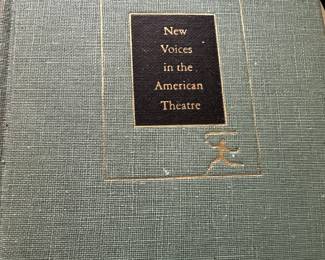 New
Voices
in the
American
Theatre